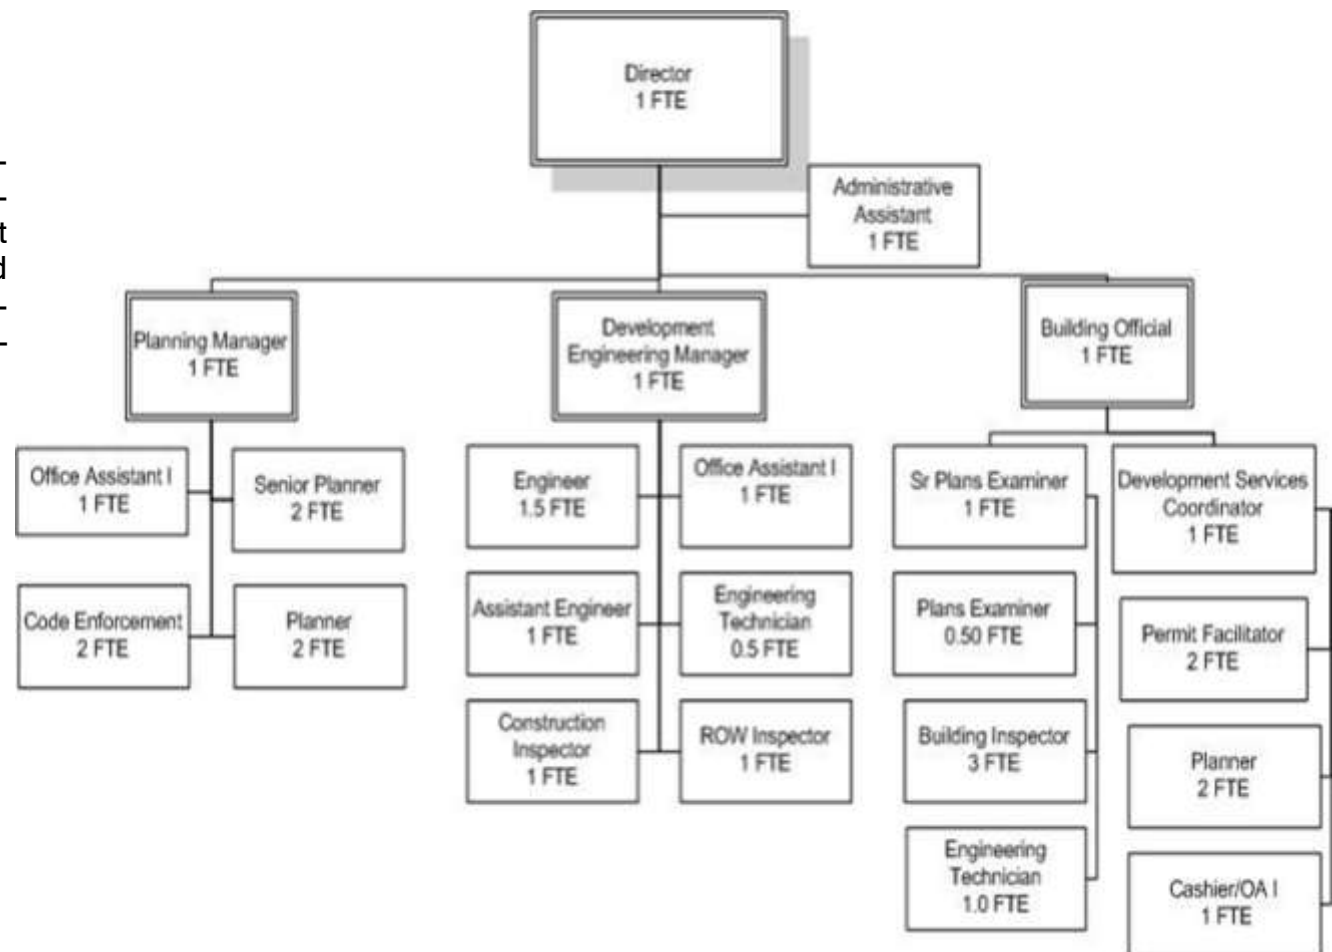 Director
1 FTE
Administrative
Assistant
1 FTE
t
d
Planning Manager
1 FTE
Development
Engineering Manager
1 FTE
Building Official
1 FTE
Office Assistant I
1 FTE
Senior Planner
2 FTE
Code Enforcement
2 FTE
Planner
2 FTE
Engineer
1.5 FTE
Office Assistant I
1 FTE
Assistant Engineer
1 FTE
Engineering
Technician
0.5 FTE
Construction
Inspector
1 FTE
ROW Inspector
1 FTE
Sr Plans Examiner
1 FTE
Plans Examiner
0.50 FTE
Building Inspector
3 FTE
Engineering
Technician
1.0 FTE
Development Services
Coordinator
1 FTE
Permit Facilitator
2 FTE
Planner
2 FTE
Cashier/OA I
1 FTE